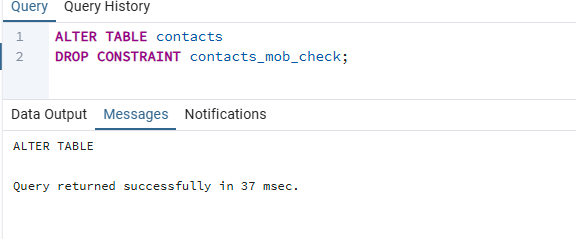 Query Query History
1 ALTER TABLE contacts
2 DROP CONSTRAINT contacts_mob_check;
Data Output Messages Notifications
ALTER TABLE
Query returned successfully in 37 msec.